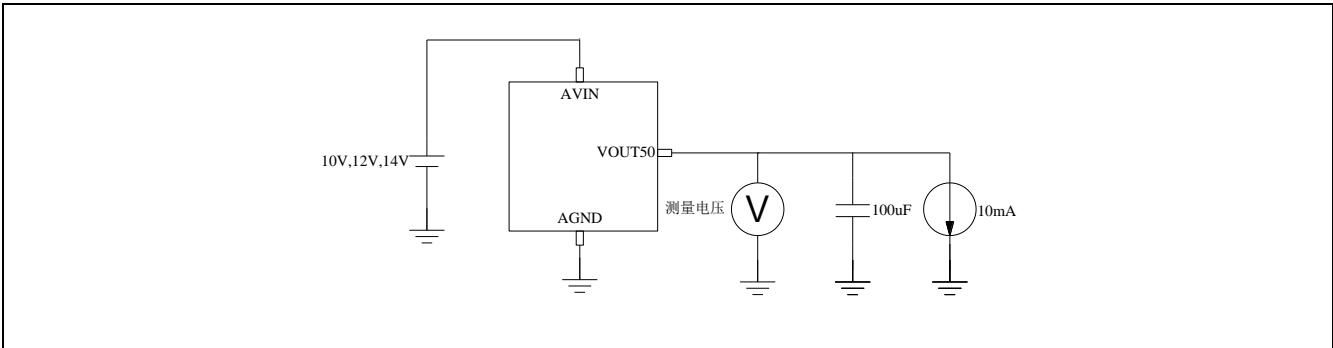 AVIN
10V,12V,14V
VOUT50
测量电压
V
100uF
10mA
AGND